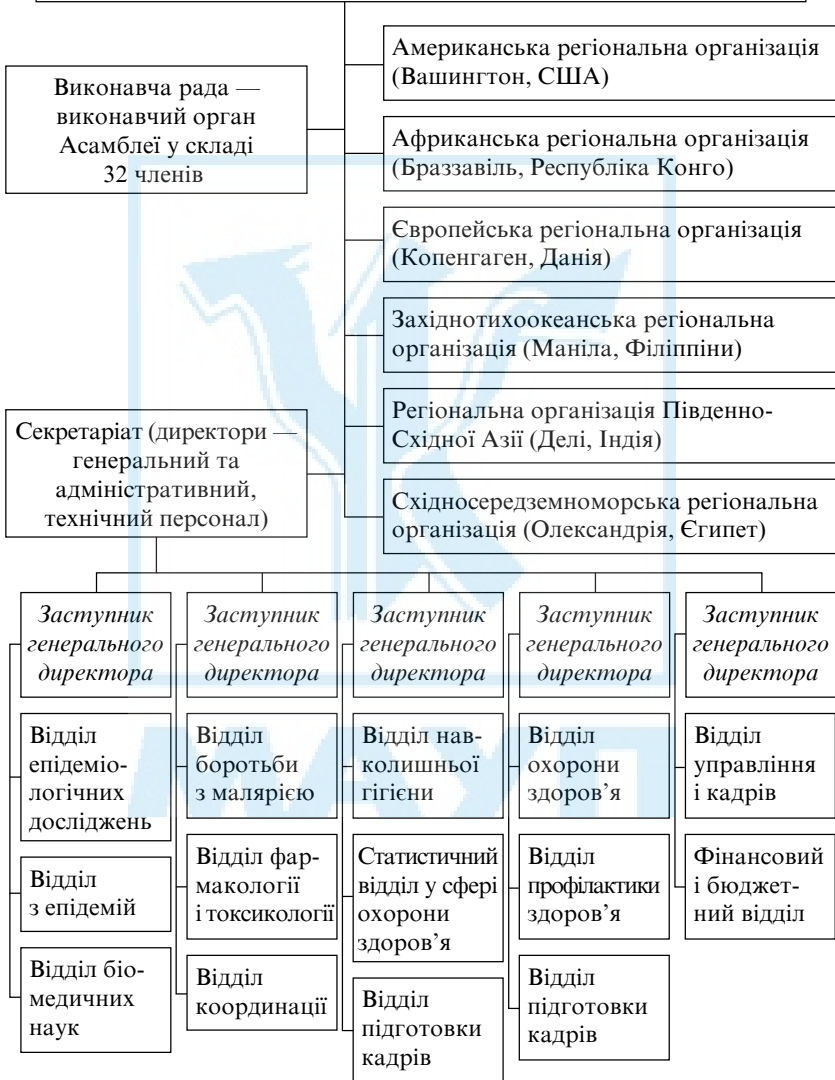 Американська регіональна організація
(Вашингтон, США)
Виконавча рада —
виконавчий орган
Асамблеї у складі
32 членів
Африканська регіональна організація
(Браззавіль, Республіка Конго)
Європейська регіональна організація
(Копенгаген, Данія)
Західнотихоокеанська регіональна
організація (Маніла, Філіппіни)
Секретаріат (директори —
генеральний та
адміністративний,
технічний персонал)
Регіональна організація Південно-
Східної Азії (Делі, Індія)
Східносередземноморська регіональна
організація (Олександрія, Єгипет)
Заступник
генерального
директора
Відділ
епідеміо-
логічних
досліджень
Відділ
з епідемій
Відділ біо-
медичних
наук
Заступник
генерального
директора
Відділ
боротьби
з малярією
Відділ фар-
макології
і токсикології
Відділ
координації
Заступник
генерального
директора
Відділ нав-
колишньої
гігієни
Статистичний
відділ у сфері
охорони
здоров’я
Відділ
підготовки
кадрів
Заступник
генерального
директора
Відділ
охорони
здоров’я
Відділ
профілактики
здоров’я
Відділ
підготовки
кадрів
Заступник
генерального
директора
Відділ
управління
і кадрів
Фінансовий
і бюджет-
ний відділ
МАУП